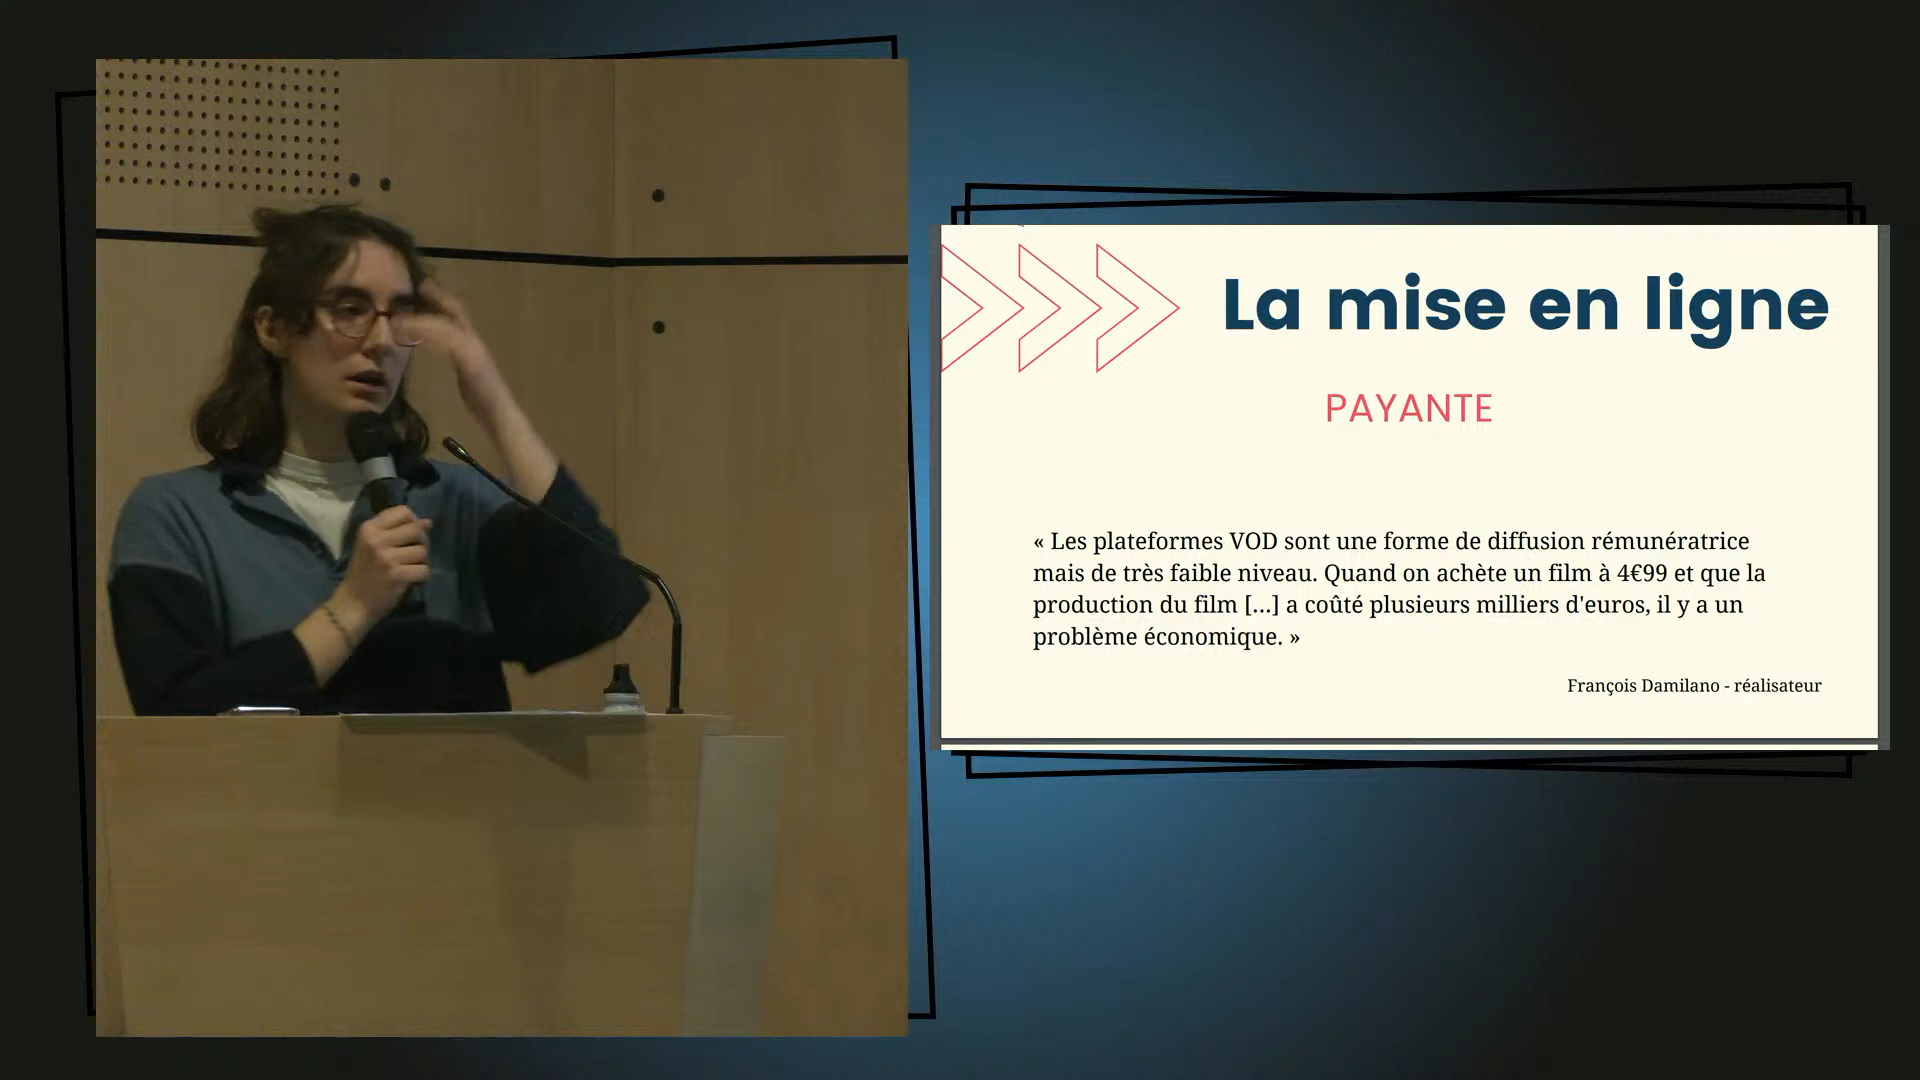 La mise en ligne
PAYANTE
« Les plateformes VOD sont une forme de diffusion rémunératrice
mais de très faible niveau. Quand on achète un film à 4€99 et que la
production du film [...] a coûté plusieurs milliers d'euros, il y a un
problème économique. »
François Damilano - réalisateur